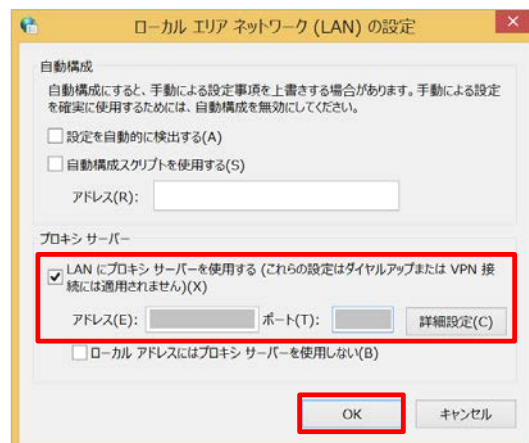 ローカル エリア ネットワーク (LAN) の設定
自動構成
自動構成にすると、手動による設定事項を上書きする場合があります。手動による設定
を確実に使用するためには、自動構成を無効にしてください。
設定を自動的に検出する(A)
自動構成スクリプトを使用する(S)
アドレス(R):
プロキシ サーバー
LAN にプロキシ サーバーを使用する (これらの設定はダイヤルアップまたは VPN 接
続には適用されません)(X)
アドレス(E): ポート(T): 詳細設定(C)
ローカル アドレスにはプロキシ サーバーを使用しない(B)
OK キャンセル